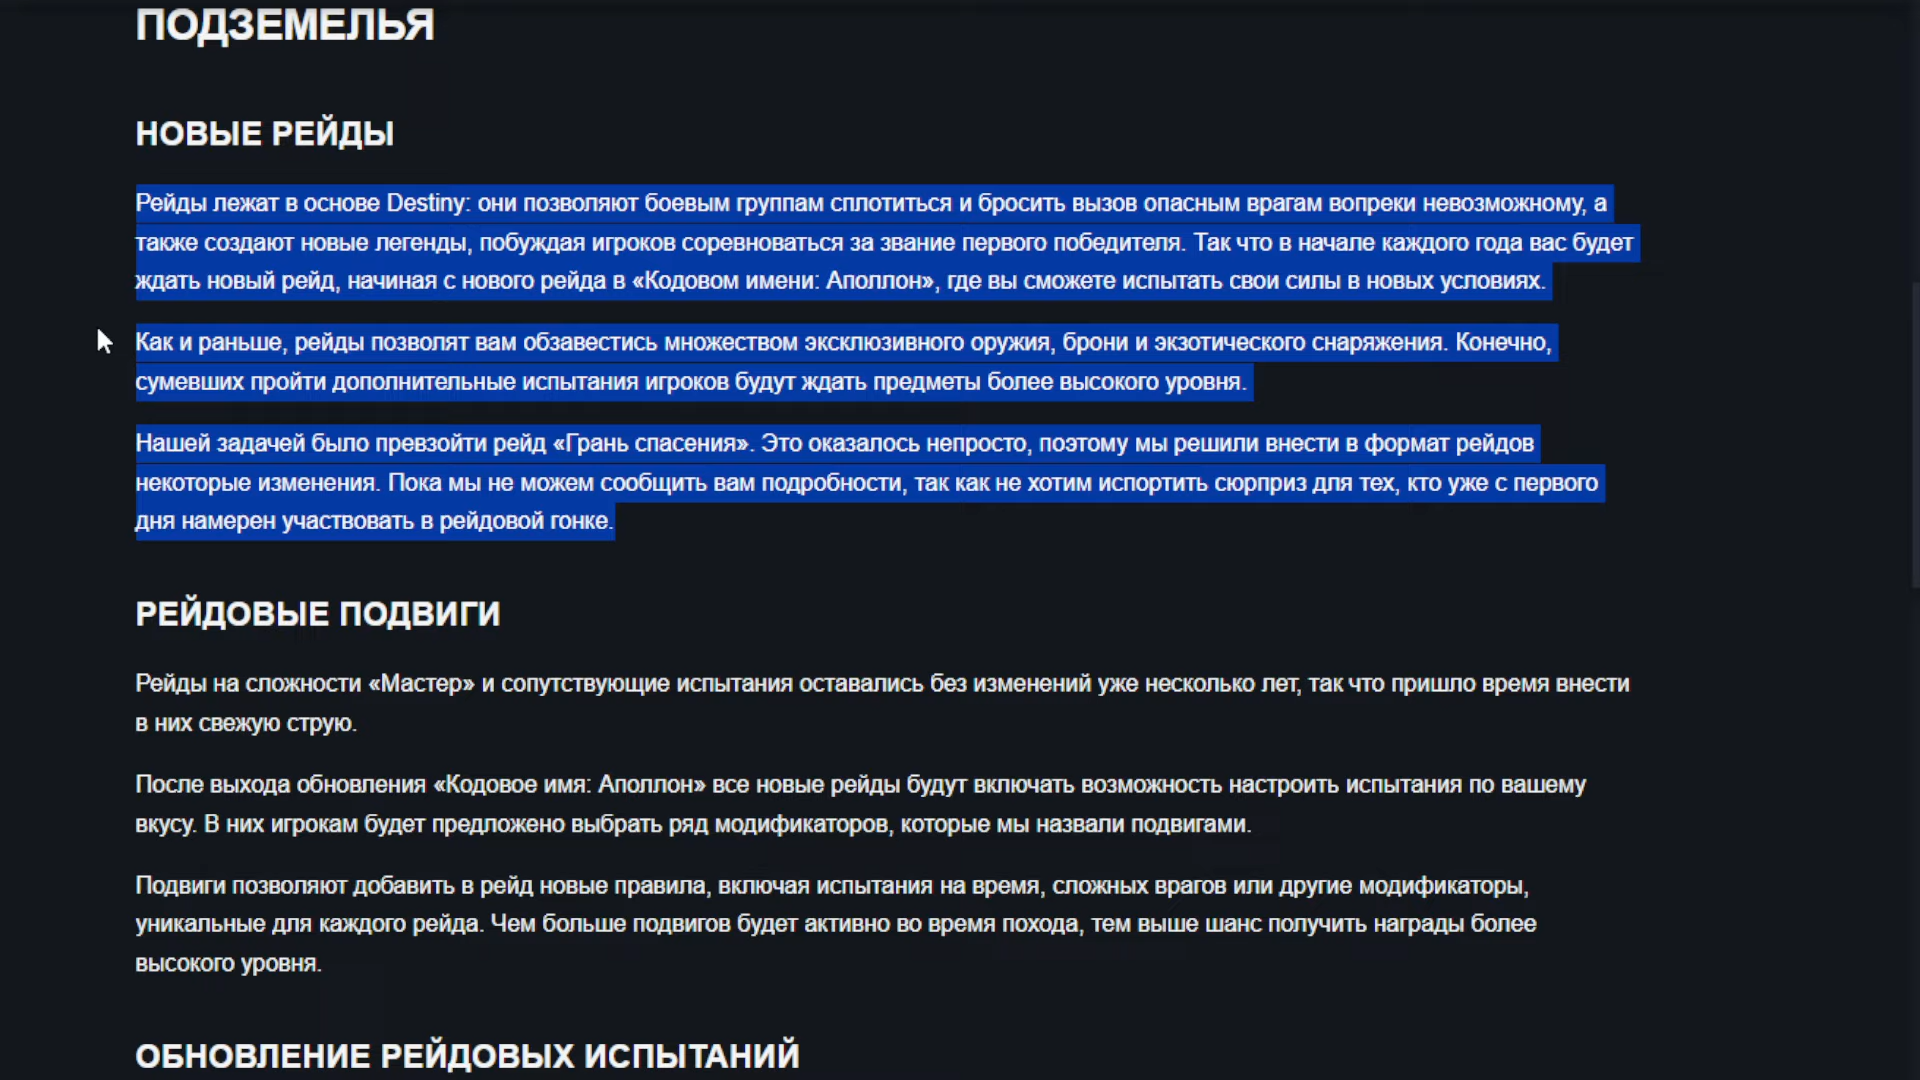 ПОДЗЕМЕЛЬЯ
НОВЫЕ РЕЙДЫ
Рейды лежат в основе Destiny: они позволяют боевым группам сплотиться и бросить вызов опасным врагам вопреки невозможному, а
также создают новые легенды, побуждая игроков соревноваться за звание первого победителя. Так что в начале каждого года вас будет
ждать новый рейд, начиная с нового рейда в «Кодовом имени: Аполлон», где вы сможете испытать свои силы в новых условиях.
Как и раньше, рейды позволят вам обзавестись множеством эксклюзивного оружия, брони и экзотического снаряжения. Конечно,
сумевших пройти дополнительные испытания игроков будут ждать предметы более высокого уровня.
Нашей задачей было превзойти рейд «Грань спасения». Это оказалось непросто, поэтому мы решили внести в формат рейдов
некоторые изменения. Пока мы не можем сообщить вам подробности, так как не хотим испортить сюрприз для тех, кто уже с первого
дня намерен участвовать в рейдовой гонке.
РЕЙДОВЫЕ ПОДВИГИ
Рейды на сложности «Мастер» и сопутствующие испытания оставались без изменений уже несколько лет, так что пришло время внести
в них свежую струю.
После выхода обновления «Кодовое имя: Аполлон» все новые рейды будут включать возможность настроить испытания по вашему
вкусу. В них игрокам будет предложено выбрать ряд модификаторов, которые мы назвали подвигами.
Подвиги позволяют добавить в рейд новые правила, включая испытания на время, сложных врагов или другие модификаторы,
уникальные для каждого рейда. Чем больше подвигов будет активно во время похода, тем выше шанс получить награды более
высокого уровня.
ОБНОВЛЕНИЕ РЕЙДОВЫХ ИСПЫТАНИЙ